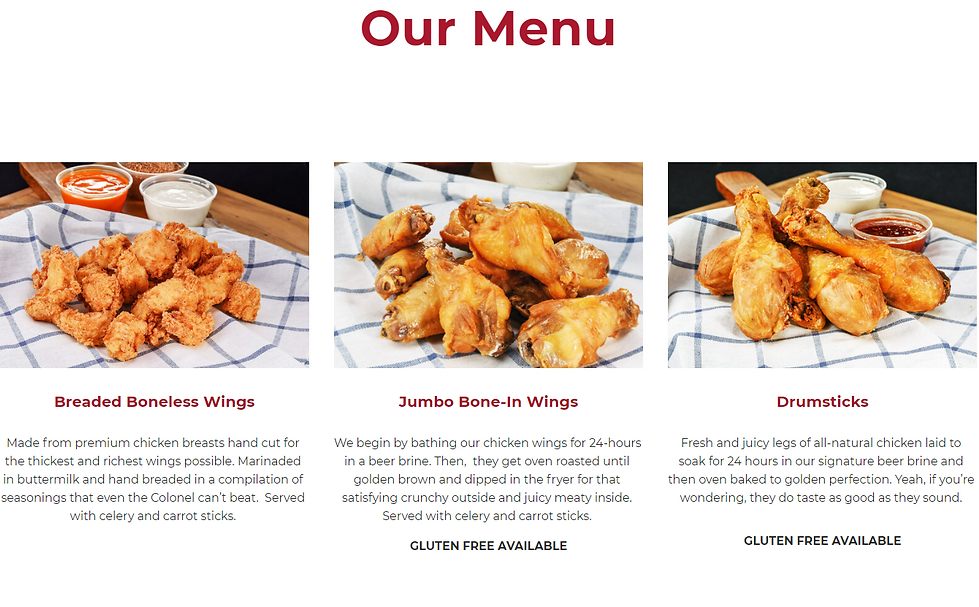 Our Menu
Breaded Boneless Wings
Made from premium chicken breasts hand cut for
the thickest and richest wings possible. Marinaded
in buttermilk and hand breaded in a compilation of
seasonings that even the Colonel can’t beat.  Served
with celery and carrot sticks.
Jumbo Bone-In Wings
We begin by bathing our chicken wings for 24-hours
in a beer brine. Then,  they get oven roasted until
golden brown and dipped in the fryer for that
satisfying crunchy outside and juicy meaty inside.
Served with celery and carrot sticks.
GLUTEN FREE AVAILABLE
Drumsticks
Fresh and juicy legs of all-natural chicken laid to
soak for 24 hours in our signature beer brine and
then oven baked to golden perfection. Yeah, if you’re
wondering, they do taste as good as they sound.
GLUTEN FREE AVAILABLE